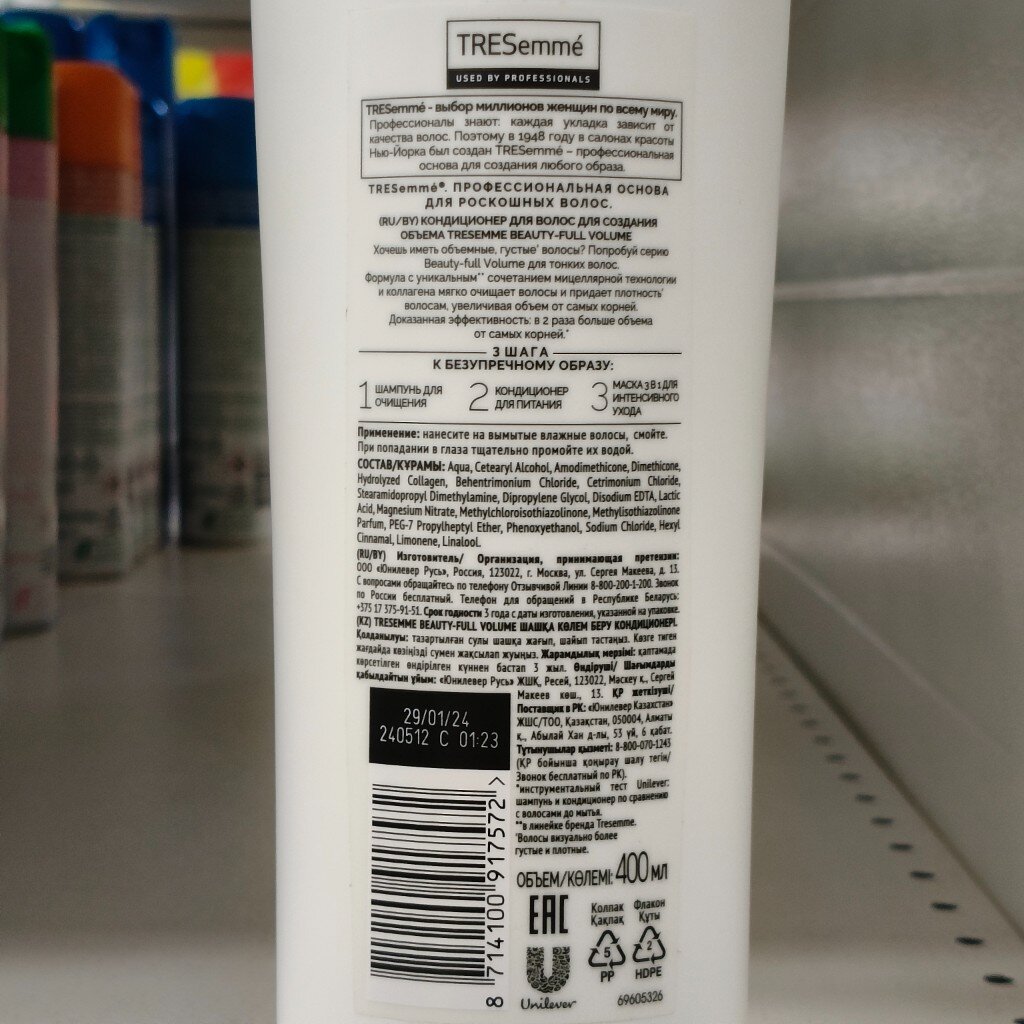 TRESemmé
USED BY PROFESSIONALS
TRESemmé - выбор миллионов женщин по всему миру.
Профессионалы знают: каждая укладка зависит от
качества волос. Поэтому в 1948 году в салонах красоты
Нью-Йорка был создан TRESemmé – профессиональная
основа для создания любого образа.
TRESemmé®. ПРОФЕССИОНАЛЬНАЯ ОСНОВА
ДЛЯ РОСКОШНЫХ ВОЛОС.
(RU/BY) КОНДИЦИОНЕР ДЛЯ ВОЛОС ДЛЯ СОЗДАНИЯ
ОБЪЕМА TRESEMME BEAUTY-FULL VOLUME
Хочешь иметь объемные, густые' волосы? Попробуй серию
Beauty-full Volume для тонких волос.
Формула с уникальным** сочетанием мицеллярной технологии
и коллагена мягко очищает волосы и придает плотность'
волосам, увеличивая объем от самых корней.
Доказанная эффективность: в 2 раза больше объема
от самых корней.*
3 ШАГА
К БЕЗУПРЕЧНОМУ ОБРАЗУ:
1 ШАМПУНЬ ДЛЯ ОЧИЩЕНИЯ
2 КОНДИЦИОНЕР ДЛЯ ПИТАНИЯ
3 МАСКА 3 В 1 ДЛЯ ИНТЕНСИВНОГО УХОДА
Применение: нанесите на вымытые влажные волосы, смойте.
При попадании в глаза тщательно промойте их водой.
СОСТАВ/ҚҰРАМЫ: Aqua, Cetearyl Alcohol, Amodimethicone, Dimethicone,
Hydrolyzed Collagen, Behentrimonium Chloride, Cetrimonium Chloride,
Stearamidopropyl Dimethylamine, Dipropylene Glycol, Disodium EDTA, Lactic
Acid, Magnesium Nitrate, Methylchloroisothiazolinone, Methylisothiazolinone
Parfum, PEG-7 Propylheptyl Ether, Phenoxyethanol, Sodium Chloride, Hexyl
Cinnamal, Limonene, Linalool.
(RU/BY) Изготовитель/ Организация, принимающая претензии:
ООО «Юнилевер Русь», Россия, 123022, г. Москва, ул. Сергея Макеева, д. 13.
С вопросами обращайтесь по телефону Отзывчивой Линии 8-800-200-1-200. Звонок
по России бесплатный. Телефон для обращений в Республике Беларусь:
+375 17 375-91-51. Срок годности 3 года с даты изготовления, указанной на упаковке.
(KZ) TRESEMME BEAUTY-FULL VOLUME ШАШҚА КӨЛЕМ БЕРУ КОНДИЦИОНЕРІ.
Қолданылуы: тазартылған сулы шашқа жағып, шайып тастаңыз. Көзге тиген
жағдайда көзіңізді сумен жақсылап жуыңыз. Жарамдылық мерзімі: қаптамада
көрсетілген өндірілген күннен бастап 3 жыл. Өндіруші/ Шағымдарды
қабылдайтын ұйым: «Юнилевер Русь» ЖШҚ, Ресей, 123022, Маскеу қ., Сергей
Макеев көш., 13. ҚР жеткізуші/
Поставщик в РК: «Юнилевер Казахстан»
ЖШС/ТОО, Қазақстан, 050004, Алматы
қ., Абылай Хан д-лы, 53 үй, 6 қабат.
Тұтынушылар қызметі: 8-800-070-1243
(ҚР бойынша қоңырау шалу тегін/
Звонок бесплатный по РК).
*инструментальный тест Unilever:
шампунь и кондиционер по сравнению
с волосами до мытья.
**в линейке бренда Tresemme.
'Волосы визуально более
густые и плотные.
29/01/24
240512 C 01:23
8 714100 917572 >
ОБЪЕМ/КӨЛЕМІ: 400 МЛ
EAC
Колпак
Қақпақ
5
PP
Флакон
Құты
2
HDPE
Unilever
69605326